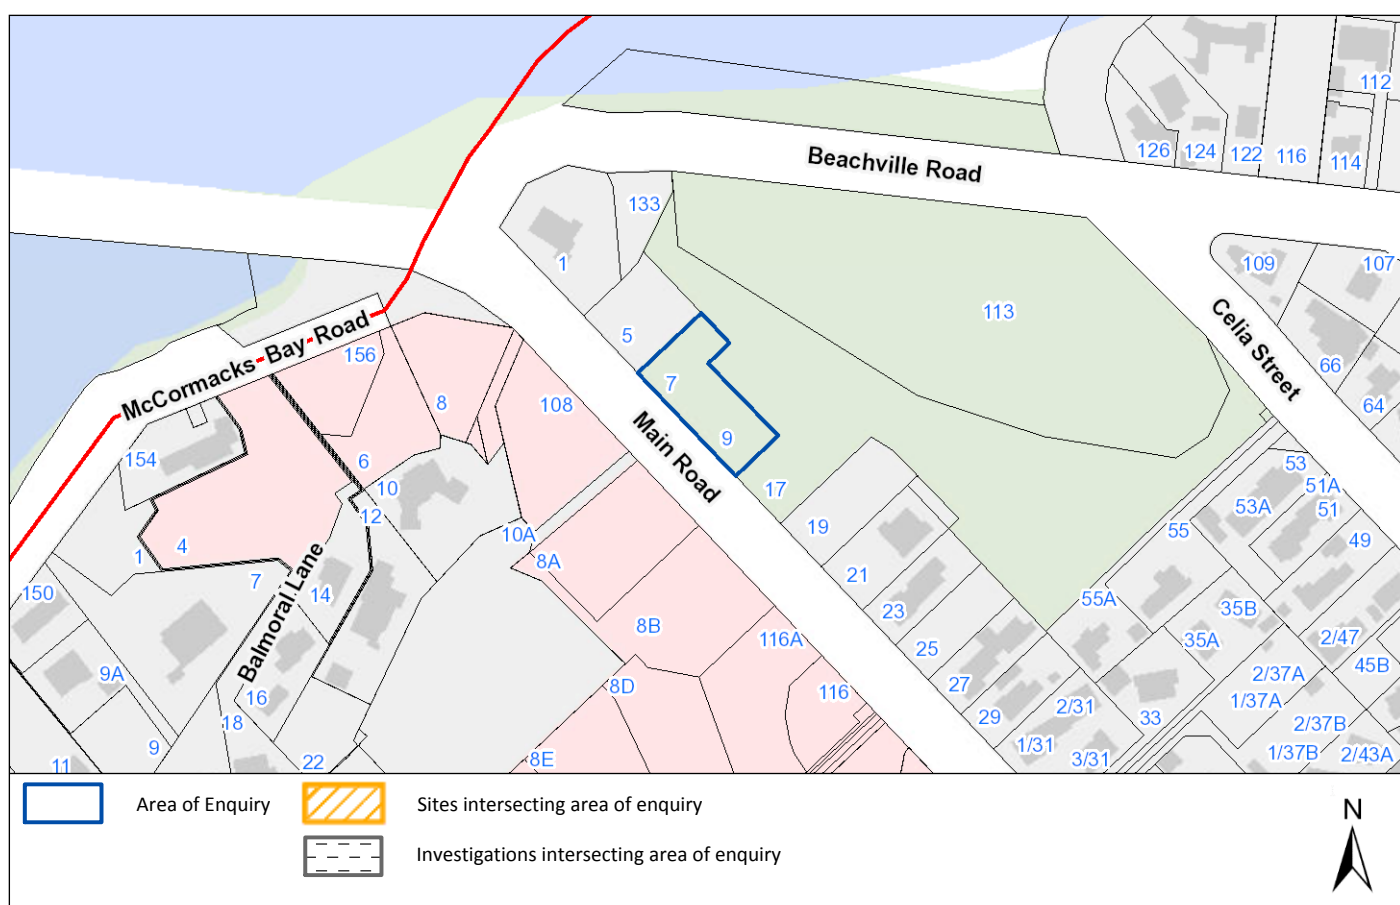 112
126
124
122
116
114
Beachville Road
133
1
109
107
113
Celia Street
McCormacks Bay Road
156
5
66
7
8
108
64
9
Main Road
154
6
10
12
17
53
51A
53A
51
19
55
49
10A
8A
1
4
7
21
14
150
55A
35B
23
8B
35A
2/47
116A
25
45B
Balmoral Lane
9A
2/37A
27
8D
116
1/37A
16
2/31
33
29
2/37B
18
9
1/31
1/37B
2/43A
11
22
8E
3/31
Area of Enquiry
Sites intersecting area of enquiry
N
Investigations intersecting area of enquiry